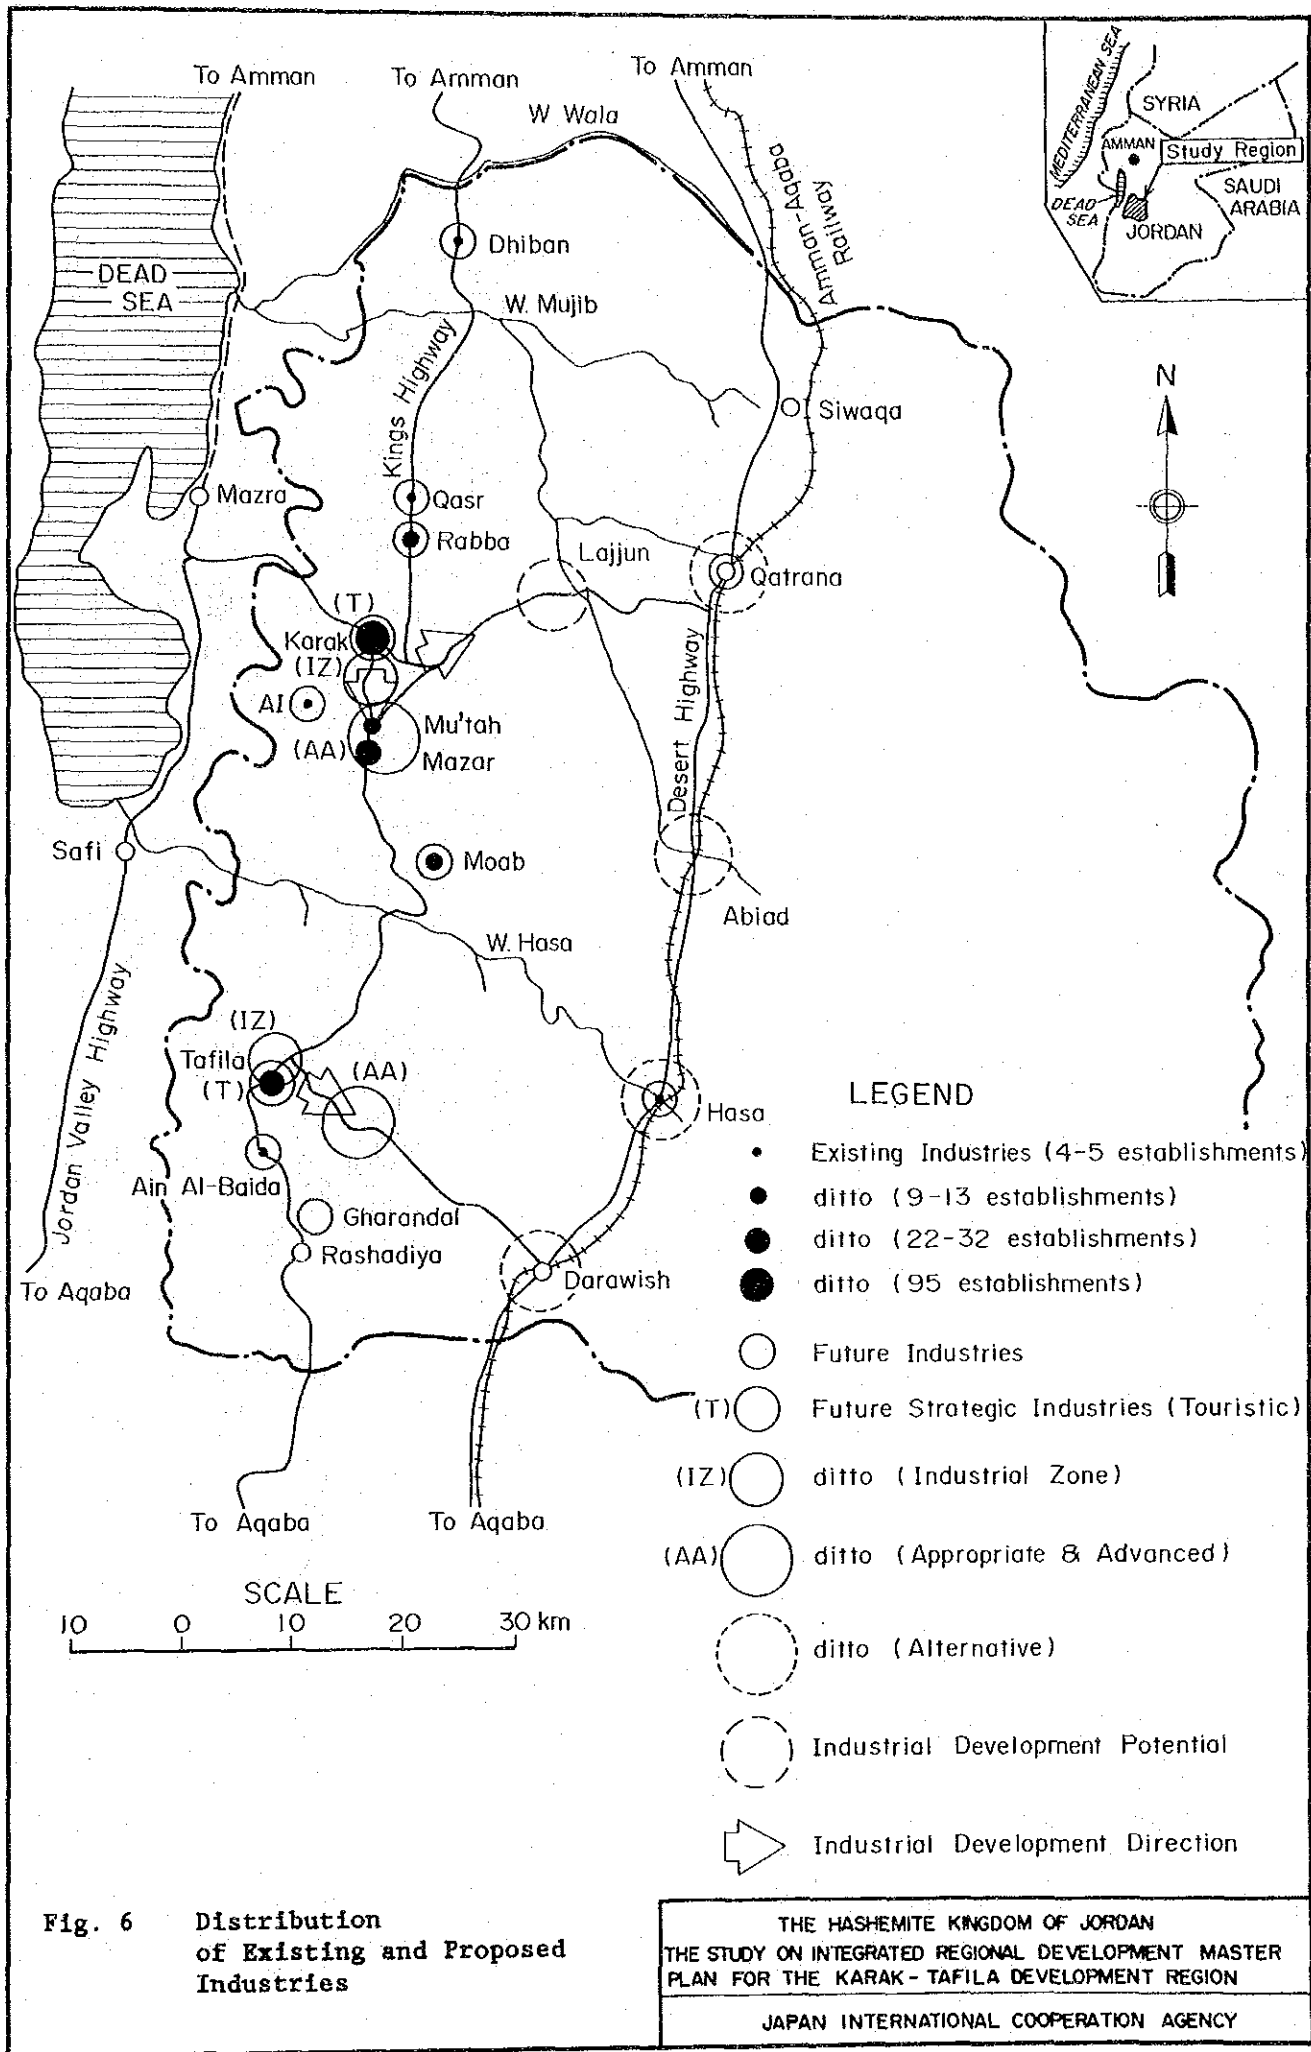 To Amman
To Amman
To Amman
W. Wala
Amman-Aqaba
Railway
MEDITERRANEAN SEA
SYRIA
AMMAN
Study Region
DEAD
SEA
SAUDI
ARABIA
JORDAN
Dhiban
DEAD
SEA
W. Mujib
Kings Highway
N
Siwaqa
Mazra
Qasr
Rabba
Lajjun
Qatrana
(T)
Karak
(IZ)
AI
Mu'tah
(AA)
Mazar
Desert Highway
Safi
Moab
Abiad
W. Hasa
Jordan Valley Highway
(IZ)
Tafila
(T)
(AA)
Hasa
Ain Al-Baida
Gharandal
Rashadiya
Darawish
To Aqaba
To Aqaba
To Aqaba
LEGEND
Existing Industries (4-5 establishments)
ditto (9-13 establishments)
ditto (22-32 establishments)
ditto (95 establishments)
Future Industries
(T) Future Strategic Industries (Touristic)
(IZ) ditto (Industrial Zone)
(AA) ditto (Appropriate & Advanced)
ditto (Alternative)
Industrial Development Potential
Industrial Development Direction
SCALE
10 0 10 20 30 km
Fig. 6 Distribution
of Existing and Proposed
Industries
THE HASHEMITE KINGDOM OF JORDAN
THE STUDY ON INTEGRATED REGIONAL DEVELOPMENT MASTER
PLAN FOR THE KARAK - TAFILA DEVELOPMENT REGION
JAPAN INTERNATIONAL COOPERATION AGENCY